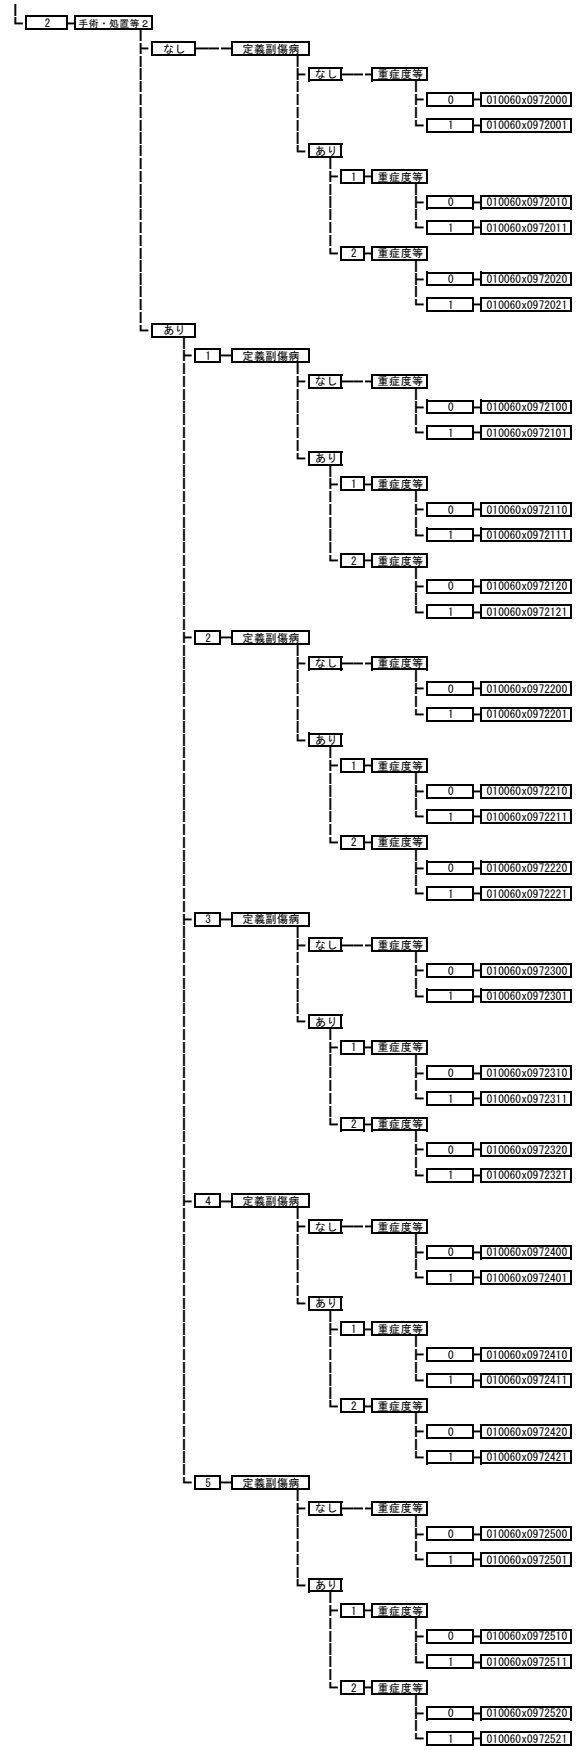 2 手術・処置等２
なし 定義副傷病
なし 重症度等
0 010060x0972000
1 010060x0972001
あり
1 重症度等
0 010060x0972010
1 010060x0972011
2 重症度等
0 010060x0972020
1 010060x0972021
あり
1 定義副傷病
なし 重症度等
0 010060x0972100
1 010060x0972101
あり
1 重症度等
0 010060x0972110
1 010060x0972111
2 重症度等
0 010060x0972120
1 010060x0972121
2 定義副傷病
なし 重症度等
0 010060x0972200
1 010060x0972201
あり
1 重症度等
0 010060x0972210
1 010060x0972211
2 重症度等
0 010060x0972220
1 010060x0972221
3 定義副傷病
なし 重症度等
0 010060x0972300
1 010060x0972301
あり
1 重症度等
0 010060x0972310
1 010060x0972311
2 重症度等
0 010060x0972320
1 010060x0972321
4 定義副傷病
なし 重症度等
0 010060x0972400
1 010060x0972401
あり
1 重症度等
0 010060x0972410
1 010060x0972411
2 重症度等
0 010060x0972420
1 010060x0972421
5 定義副傷病
なし 重症度等
0 010060x0972500
1 010060x0972501
あり
1 重症度等
0 010060x0972510
1 010060x0972511
2 重症度等
0 010060x0972520
1 010060x0972521